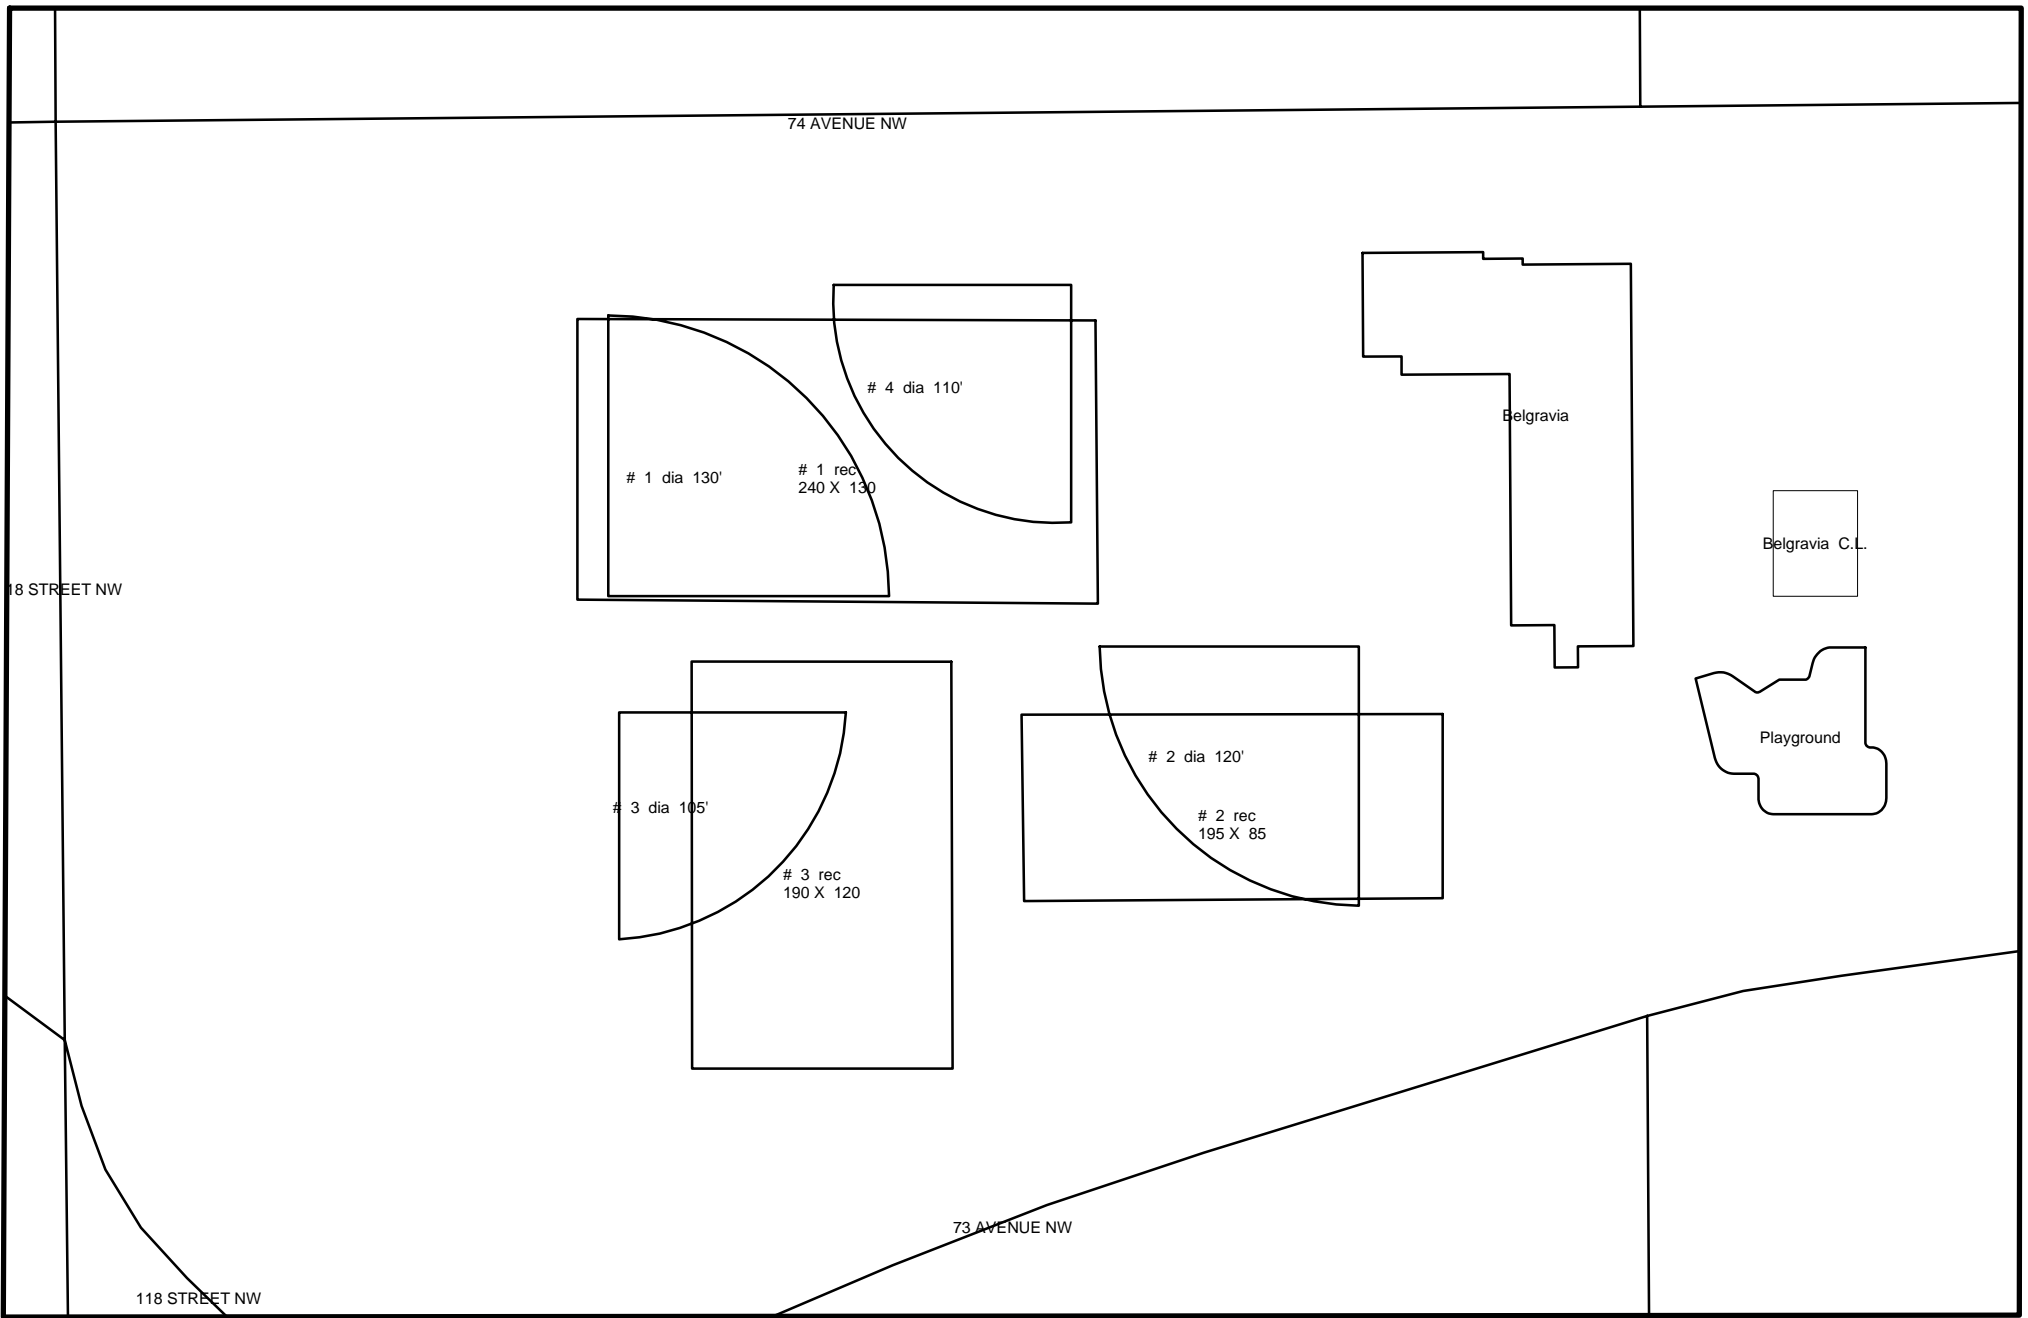 74 AVENUE NW
# 4 dia 110'
Belgravia
# 1 dia 130'
# 1 rec
240 X 130
Belgravia C.L.
18 STREET NW
Playground
# 2 dia 120'
# 3 dia 105'
# 2 rec
195 X 85
# 3 rec
190 X 120
73 AVENUE NW
118 STREET NW